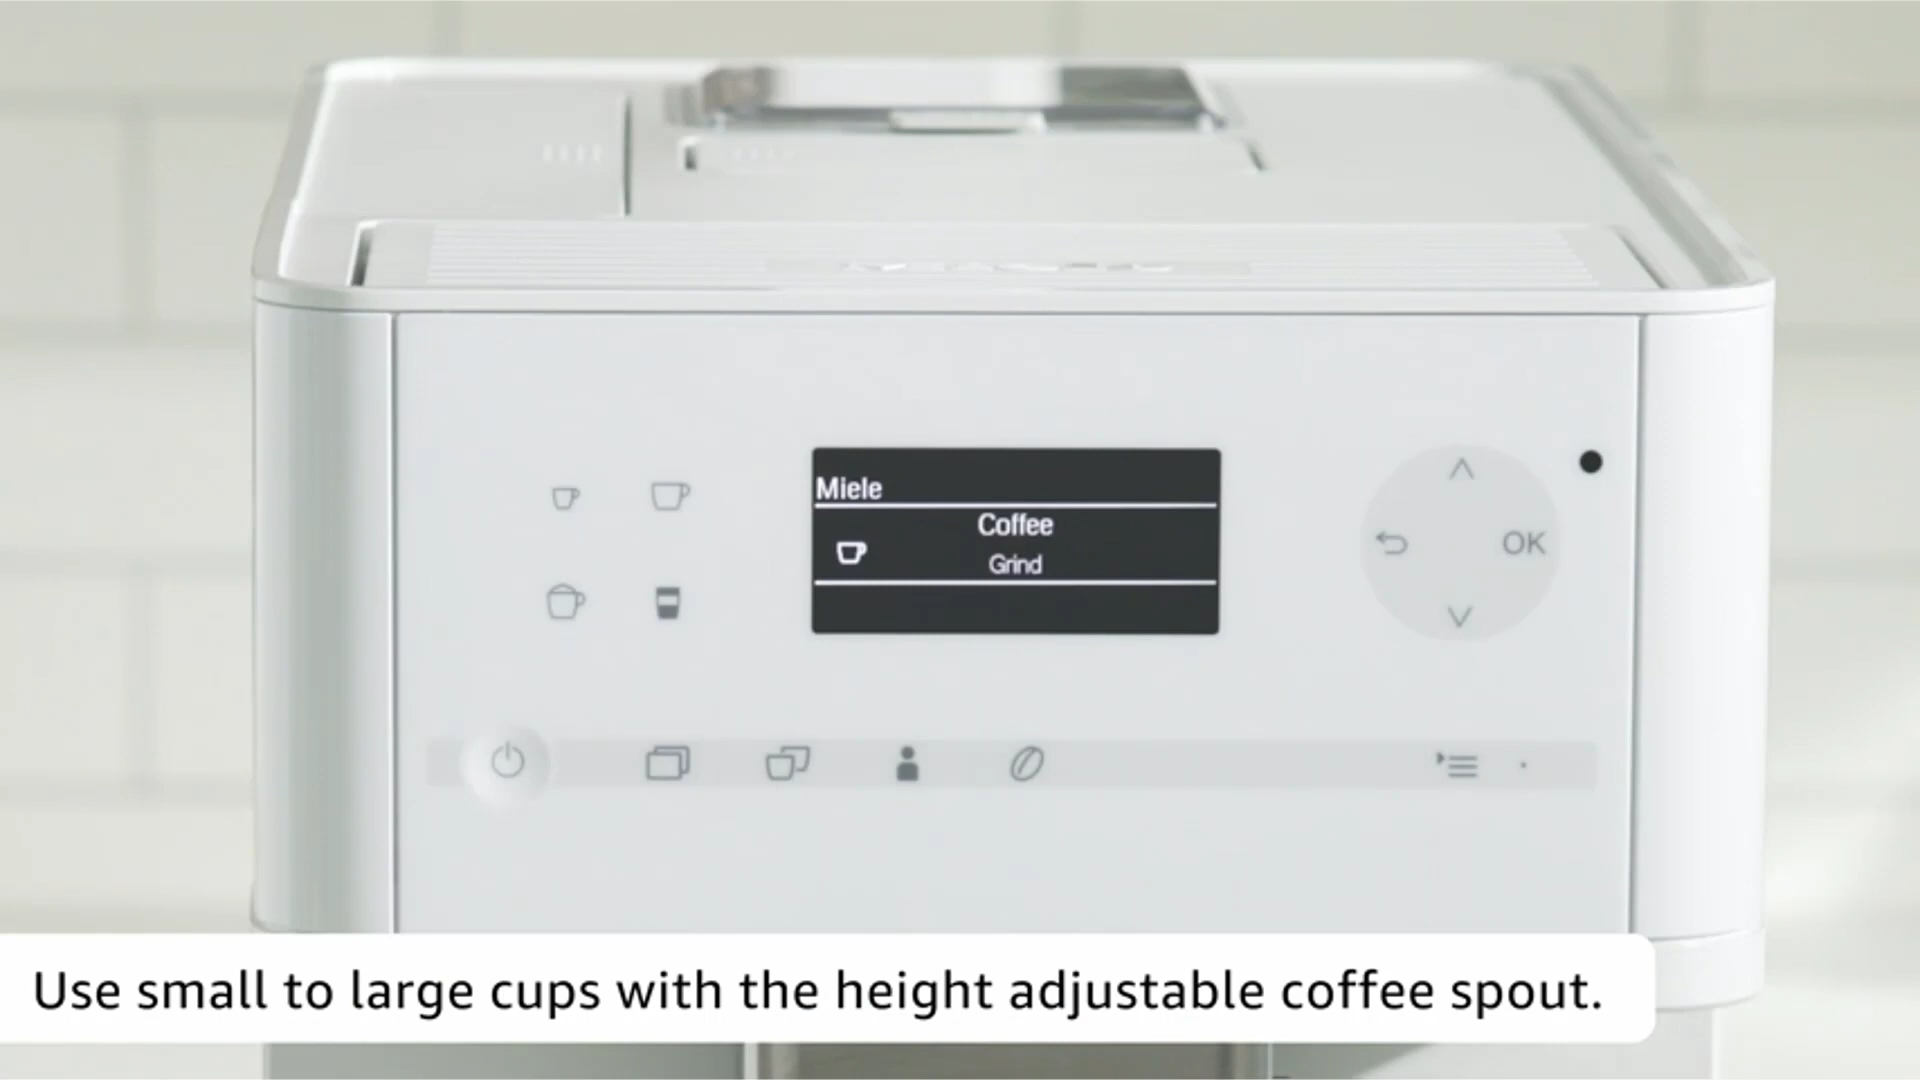 Miele
Coffee
Grind
OK
Use small to large cups with the height adjustable coffee spout.